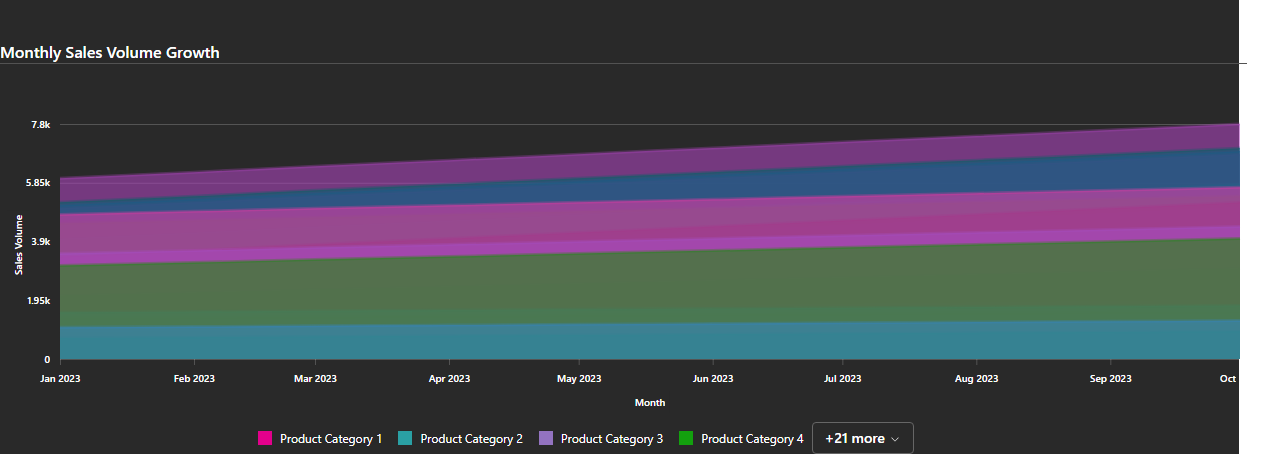 Monthly Sales Volume Growth
7.8k
5.85k
3.9k
1.95k
0
Sales Volume
Jan 2023 Feb 2023 Mar 2023 Apr 2023 May 2023 Jun 2023 Jul 2023 Aug 2023 Sep 2023 Oct
Month
Product Category 1 Product Category 2 Product Category 3 Product Category 4 +21 more